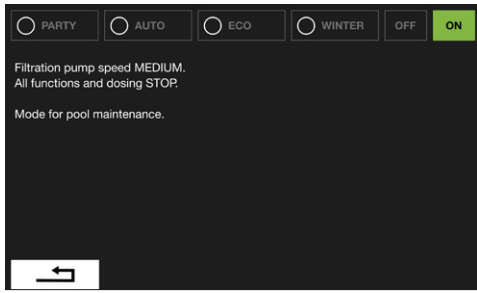 PARTY AUTO ECO WINTER OFF ON
Filtration pump speed MEDIUM.
All functions and dosing STOP.
Mode for pool maintenance.